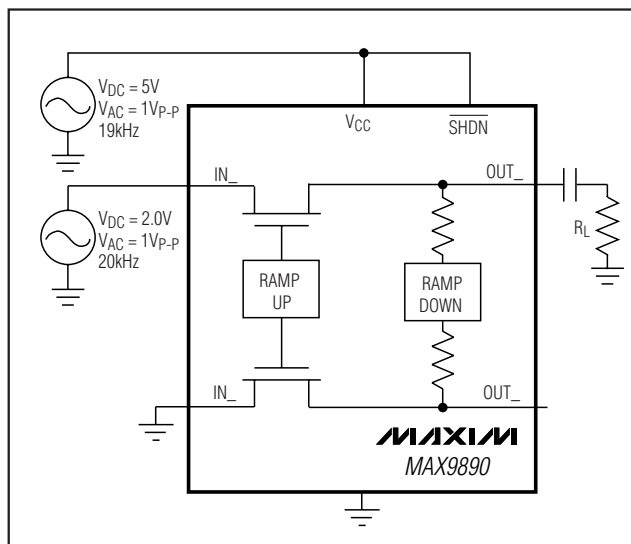 V_DC = 5V
V_AC = 1V_P-P
19kHz
V_CC
SHDN
IN_
OUT_
V_DC = 2.0V
V_AC = 1V_P-P
20kHz
R_L
RAMP
UP
RAMP
DOWN
IN_
OUT_
MAXIM
MAX9890